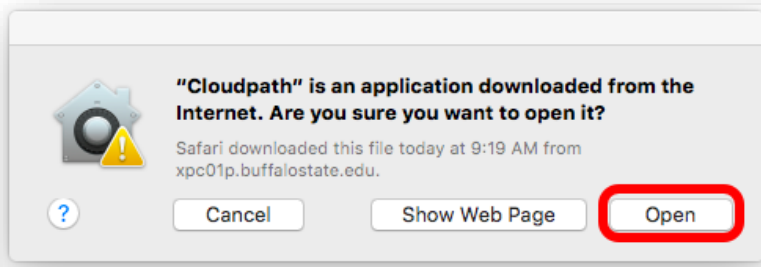 “Cloudpath” is an application downloaded from the
Internet. Are you sure you want to open it?
Safari downloaded this file today at 9:19 AM from
xpc01p.buffalostate.edu.
? Cancel Show Web Page Open